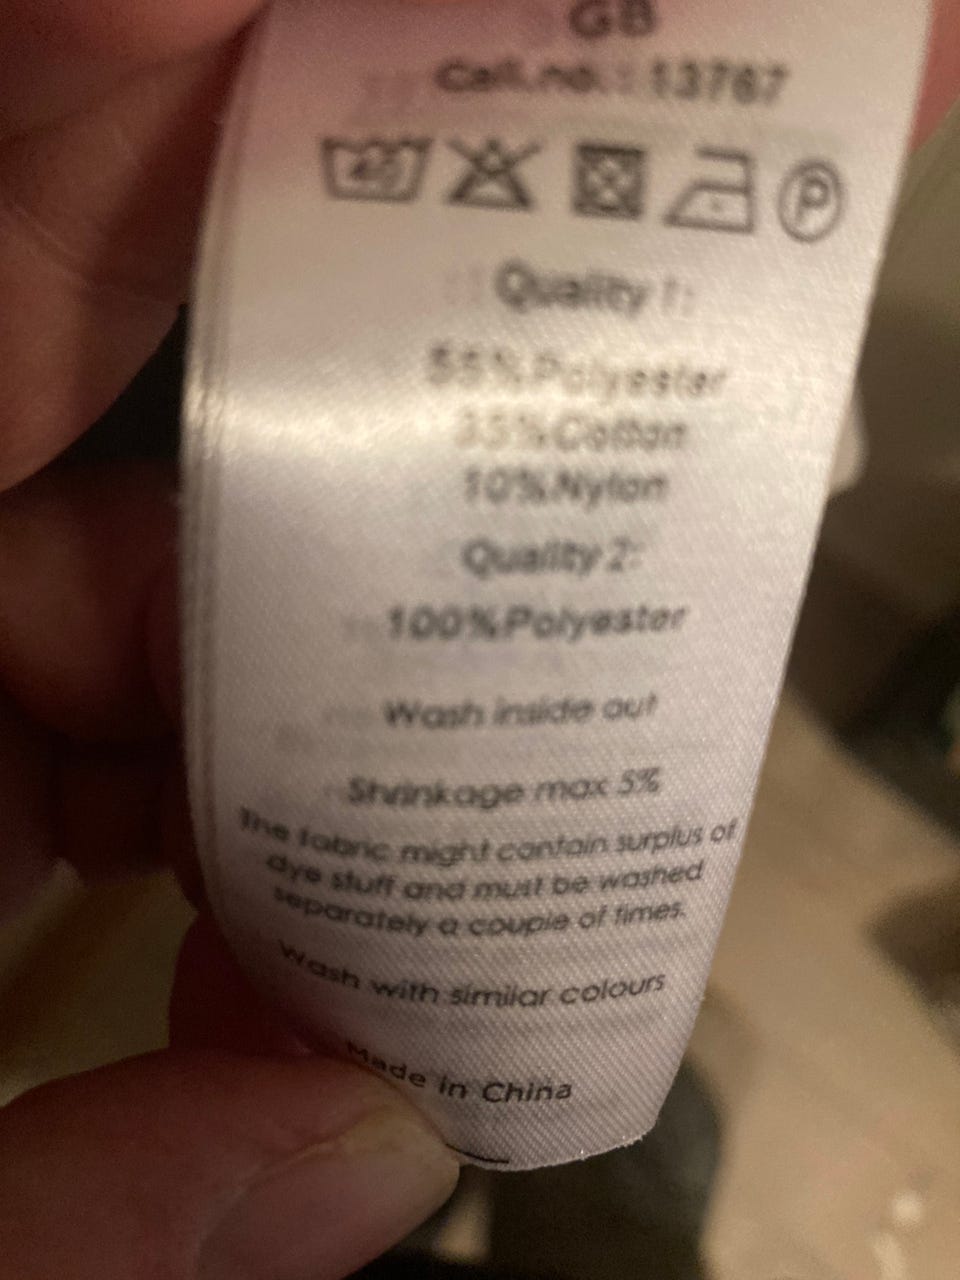 GB
13767
40
P
Quality 1:
55%Polyester
35%Cotton
10%Nylon
Quality 2:
100%Polyester
Wash inside out
Shrinkage max 5%
The fabric might contain surplus of
dye stuff and must be washed
separately a couple of times.
Wash with similar colours
Made in China